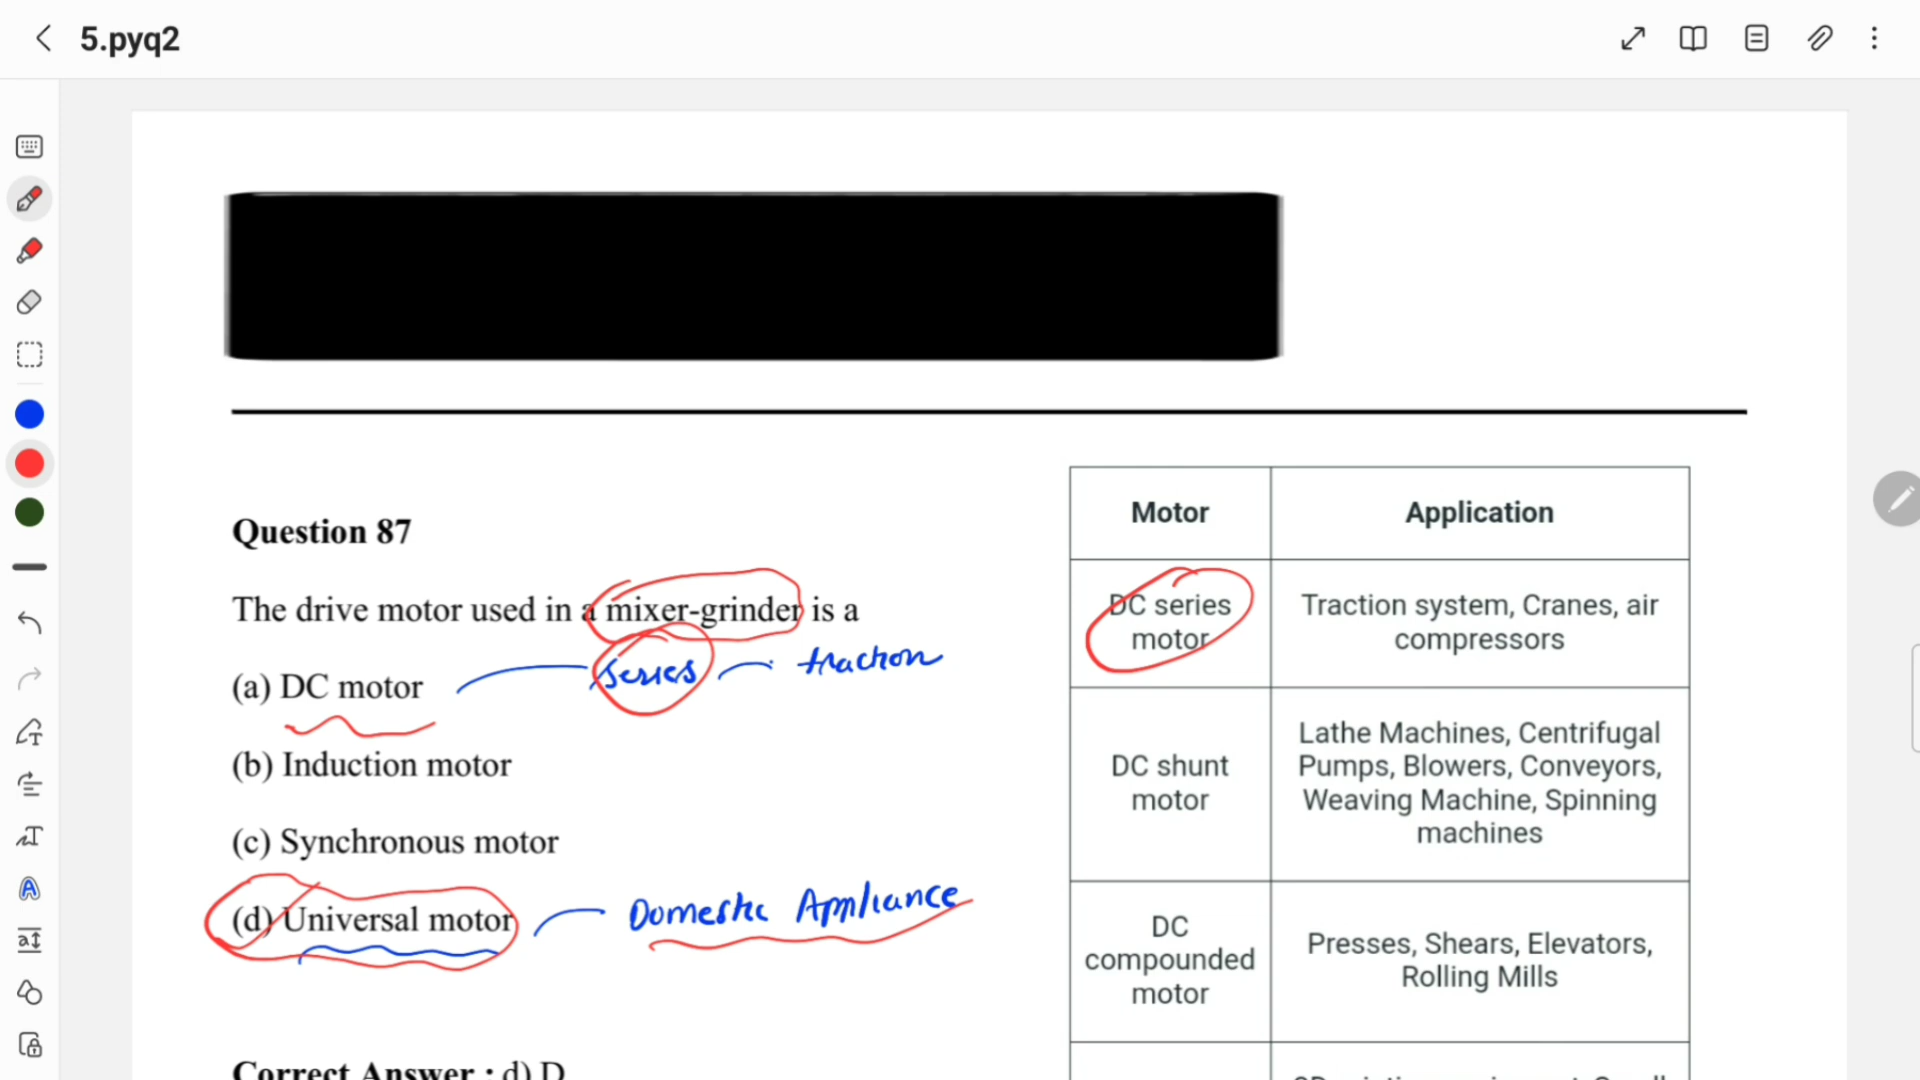 5.pyq2
Question 87
The drive motor used in a mixer-grinder is a
(a) DC motor
series
traction
(b) Induction motor
(c) Synchronous motor
(d) Universal motor
Domestic Appliance
Correct Answer : d) D
Motor
Application
DC series
motor
Traction system, Cranes, air
compressors
DC shunt
motor
Lathe Machines, Centrifugal
Pumps, Blowers, Conveyors,
Weaving Machine, Spinning
machines
DC
compounded
motor
Presses, Shears, Elevators,
Rolling Mills